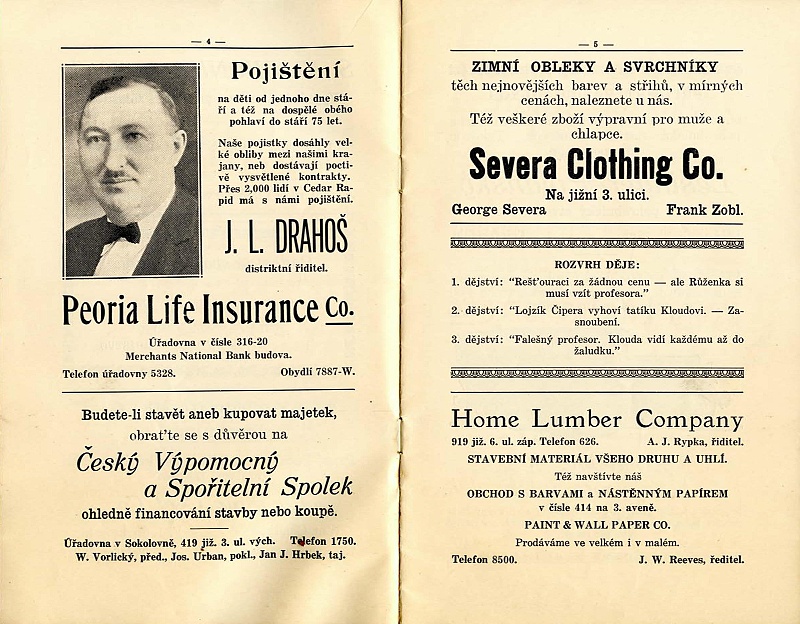 — 4 —
Pojištění
na děti od jednoho dne stá-
ří a též na dospělé obého
pohlaví do stáří 75 let.
Naše pojistky dosáhly vel-
ké obliby mezi našimi kra-
jany, neb dostávají pocti-
vě vysvětlené kontrakty.
Přes 2,000 lidí v Cedar Ra-
pid má s námi pojištění.
J. L. DRAHOŠ
distriktní řiditel.
Peoria Life Insurance Co.
Úřadovna v čísle 316-20
Merchants National Bank budova.
Telefon úřadovny 5328. Obydlí 7887-W.
Budete-li stavět aneb kupovat majetek,
obrat'te se s důvěrou na
Český Výpomocný
a Spořitelní Spolek
ohledně financování stavby nebo koupě.
Úřadovna v Sokolovně, 419 již. 3. ul. vých. Telefon 1750.
W. Vorlický, před., Jos. Urban, pokl., Jan J. Hrbek, taj.
— 5 —
ZIMNÍ OBLEKY A SVRCHNÍKY
těch nejnovějších barev a střihů, v mírných
cenách, naleznete u nás.
Též veškeré zboží výpravní pro muže a
chlapce.
Severa Clothing Co.
Na jižní 3. ulici.
George Severa Frank Zobl.
ROZVRH DĚJE:
1. dějství: “Rešt'ouraci za žádnou cenu — ale Růženka si
musí vzít profesora.”
2. dějství: “Lojzík Čipera vyhoví tatíku Kloudovi. — Za-
snoubení.
3. dějství: “Falešný profesor. Klouda vidí každému až do
žaludku.”
Home Lumber Company
919 již. 6. ul. záp. Telefon 626. A. J. Rypka, řiditel.
STAVEBNÍ MATERIÁL VŠEHO DRUHU A UHLÍ.
Též navštivte náš
OBCHOD S BARVAMI a NÁSTĚNNÝM PAPÍREM
v čísle 414 na 3. aveně.
PAINT & WALL PAPER CO.
Prodáváme ve velkém i v malém.
Telefon 8500. J. W. Reeves, ředitel.